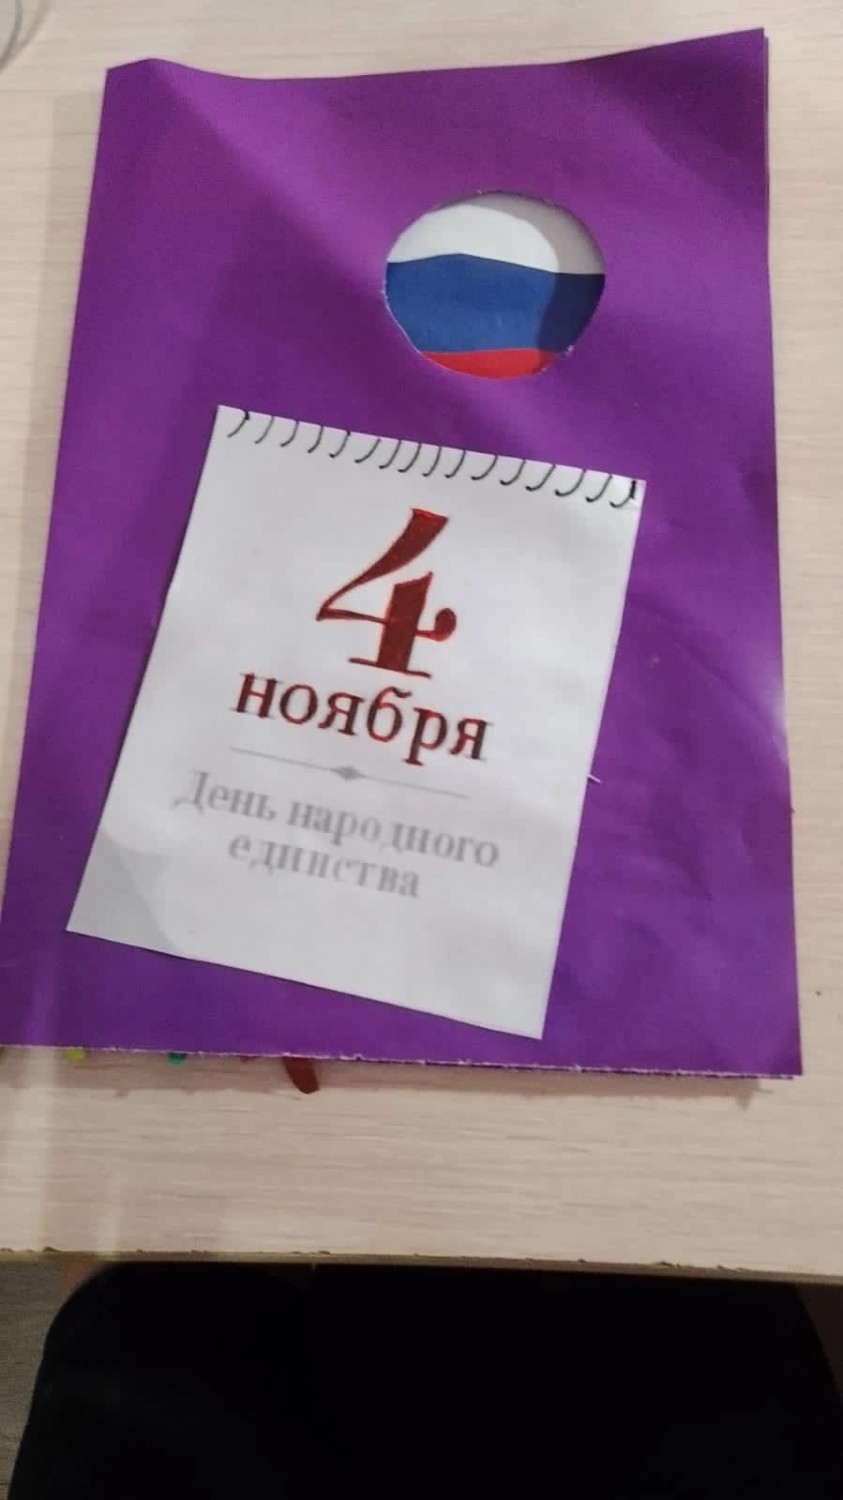 4
ноября
День народного
единства